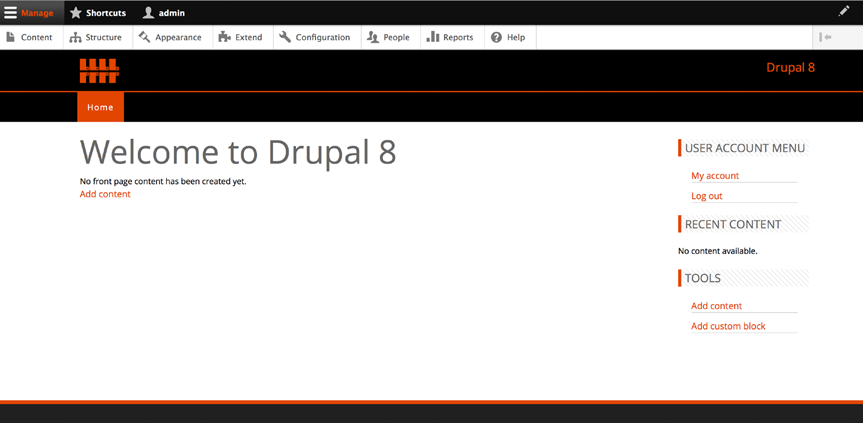 Manage Shortcuts admin
Content Structure Appearance Extend Configuration People Reports Help
Drupal 8
Home
Welcome to Drupal 8
No front page content has been created yet.
Add content
USER ACCOUNT MENU
My account
Log out
RECENT CONTENT
No content available.
TOOLS
Add content
Add custom block